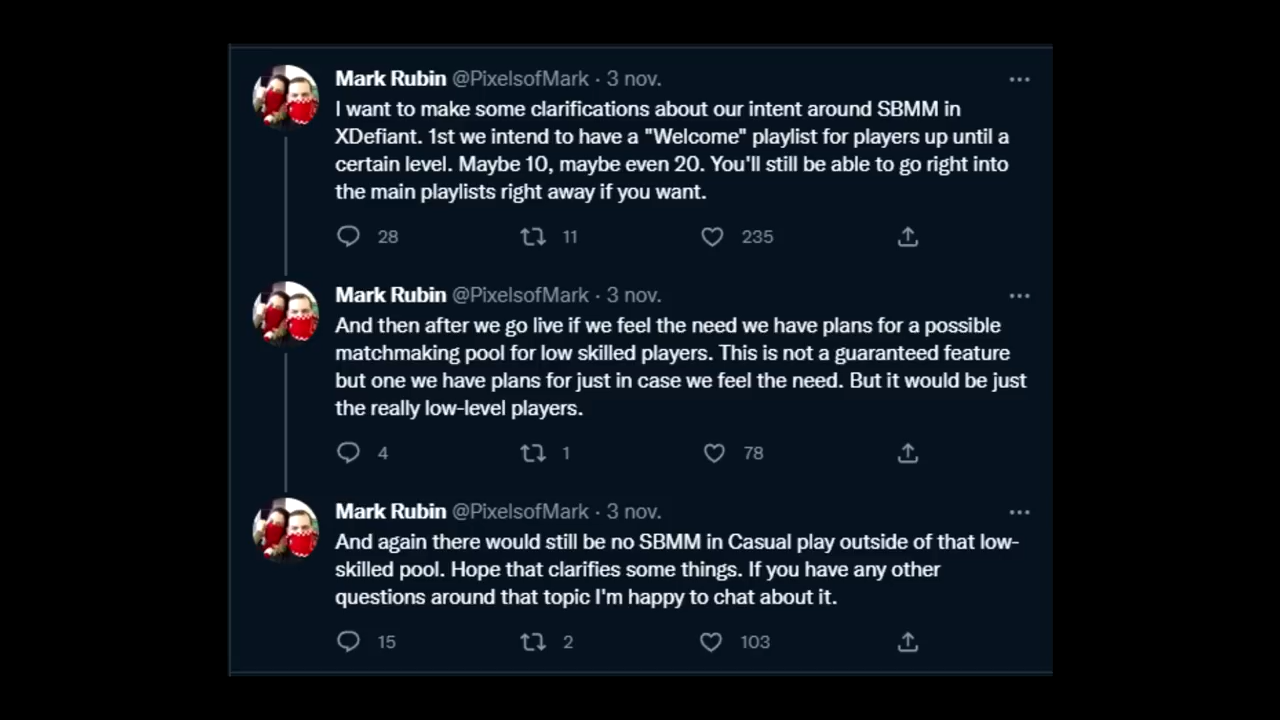 Mark Rubin @PixelsofMark · 3 nov.
I want to make some clarifications about our intent around SBMM in
XDefiant. 1st we intend to have a "Welcome" playlist for players up until a
certain level. Maybe 10, maybe even 20. You'll still be able to go right into
the main playlists right away if you want.
28 11 235
Mark Rubin @PixelsofMark · 3 nov.
And then after we go live if we feel the need we have plans for a possible
matchmaking pool for low skilled players. This is not a guaranteed feature
but one we have plans for just in case we feel the need. But it would be just
the really low-level players.
4 1 78
Mark Rubin @PixelsofMark · 3 nov.
And again there would still be no SBMM in Casual play outside of that low-
skilled pool. Hope that clarifies some things. If you have any other
questions around that topic I'm happy to chat about it.
15 2 103